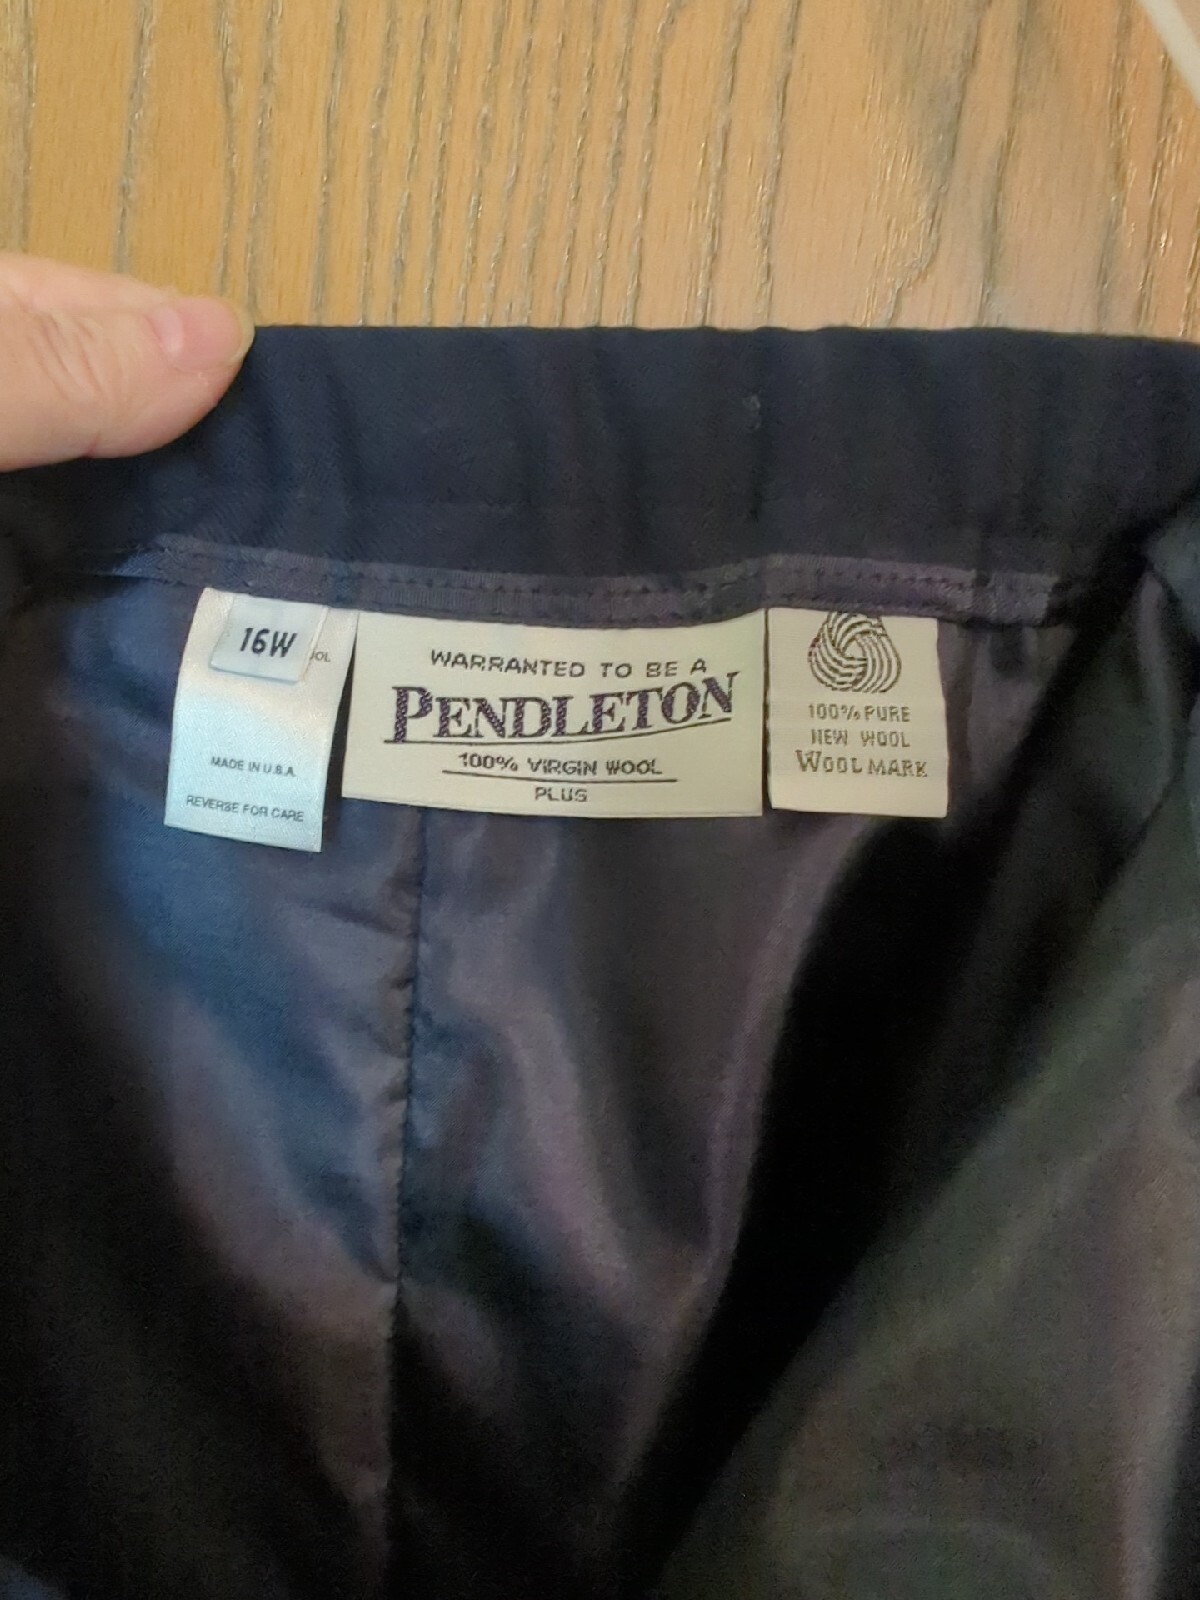 16W
MADE IN U.S.A.
REVERSE FOR CARE
WARRANTED TO BE A
PENDLETON
100% VIRGIN WOOL
PLUS
100% PURE
NEW WOOL
WOOLMARK